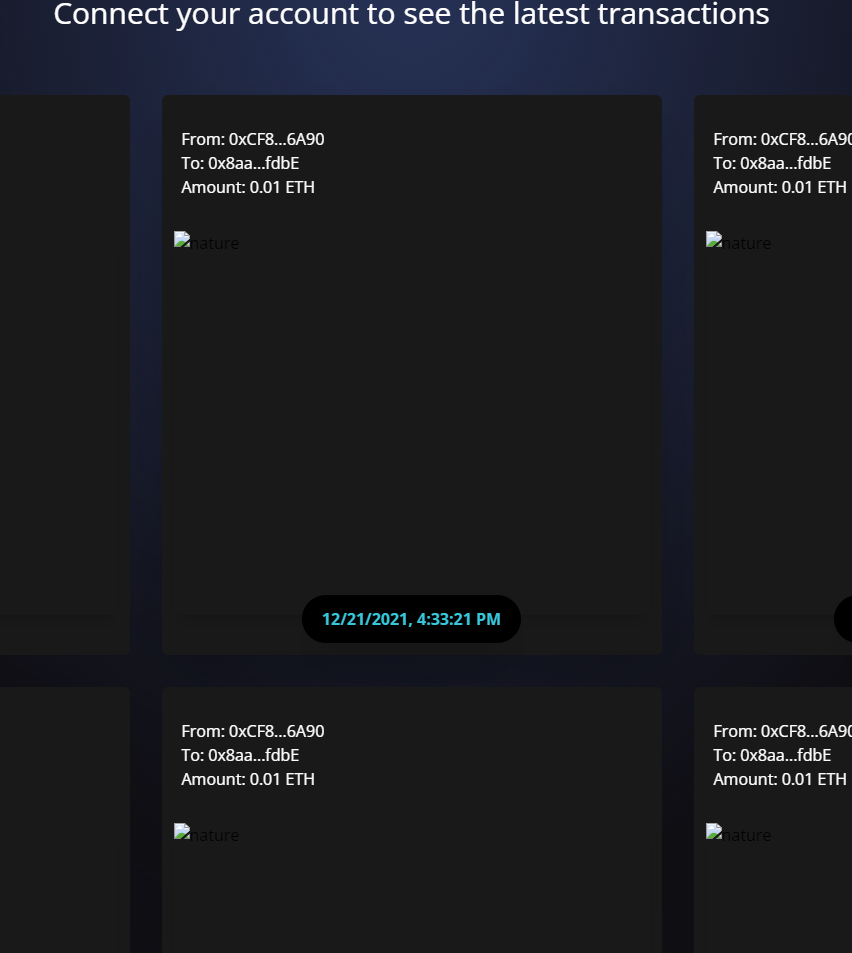 Connect your account to see the latest transactions
From: 0xCF8...6A90
To: 0x8aa...fdbE
Amount: 0.01 ETH
nature
12/21/2021, 4:33:21 PM
From: 0xCF8...6A90
To: 0x8aa...fdbE
Amount: 0.01 ETH
nature
From: 0xCF8...6A90
To: 0x8aa...fdbE
Amount: 0.01 ETH
nature
From: 0xCF8...6A90
To: 0x8aa...fdbE
Amount: 0.01 ETH
nature